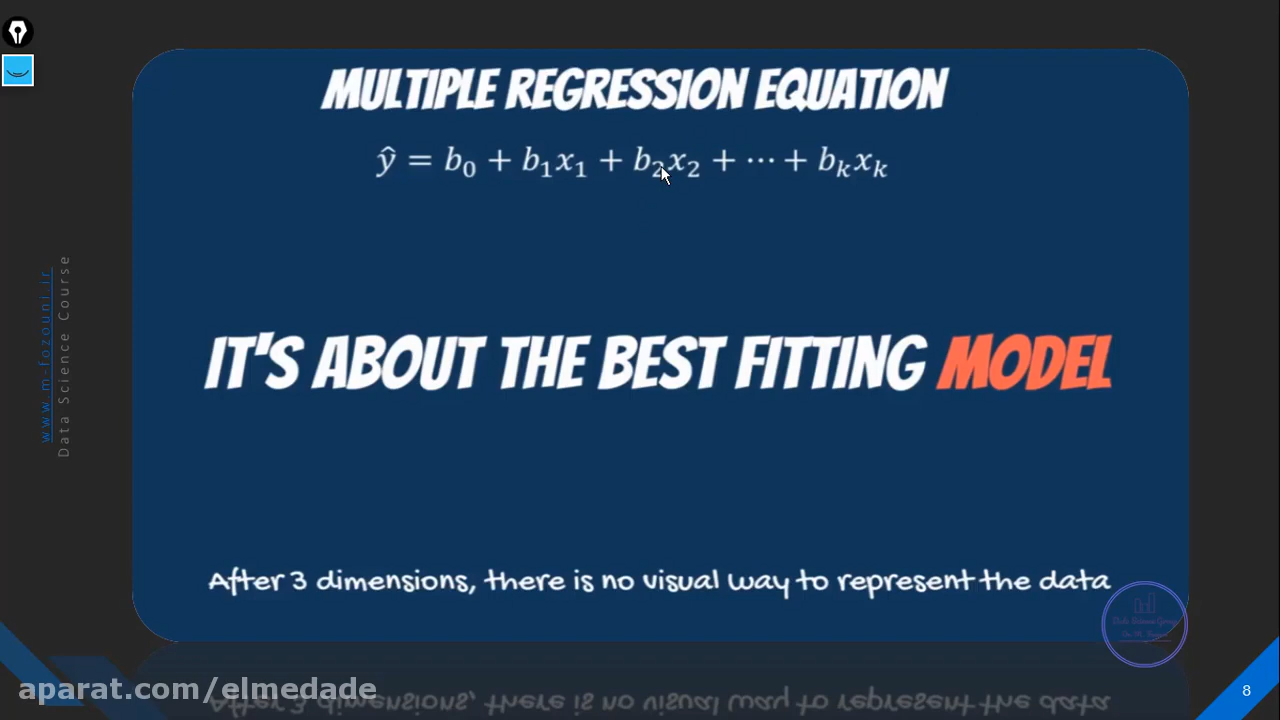 MULTIPLE REGRESSION EQUATION
ŷ = b₀ + b₁x₁ + b₂x₂ + ⋯ + bₖxₖ
IT'S ABOUT THE BEST FITTING MODEL
After 3 dimensions, there is no visual way to represent the data
www.m-fozouni.ir
Data Science Course
aparat.com/elmedade
8